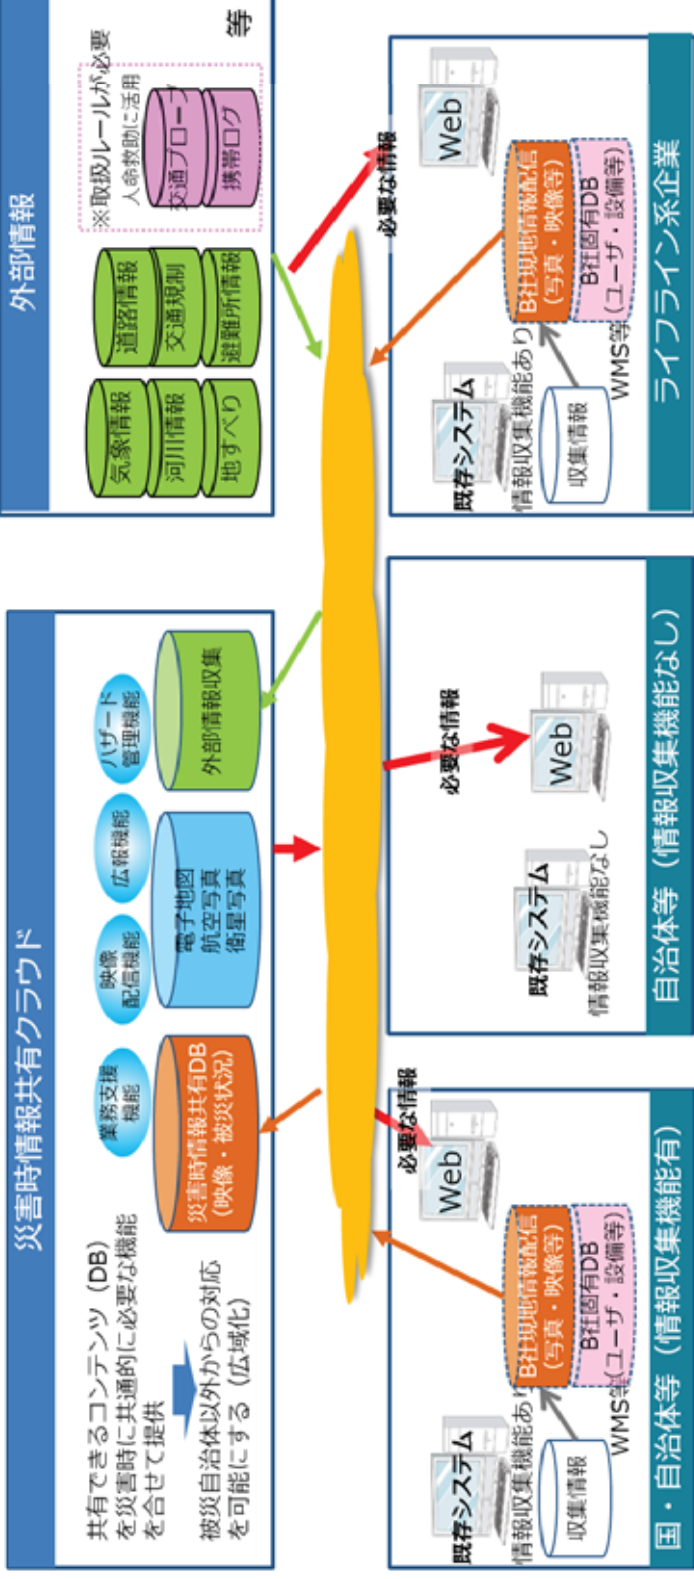 災害時情報共有クラウド
共有できるコンテンツ（DB）
を災害時に共通的に必要な機能
を合せて提供
被災自治体以外からの対応
を可能にする（広域化）
業務支援
機能
映像
配信機能
広報機能
ハザード
管理機能
災害時情報共有DB
（映像・被災状況）
電子地図
航空写真
衛星写真
外部情報収集
外部情報
気象情報
河川情報
地すべり
道路情報
交通規制
避難所情報
※取扱ルールが必要
人命救助に活用
交通プローブ
携帯ログ
等
必要な情報
既存システム
情報収集機能あり
収集情報
Web
B社現地情報配信
（写真・映像等）
B社固有DB
（ユーザ・設備等）
WMS等
国・自治体等（情報収集機能有）
必要な情報
既存システム
情報収集機能なし
Web
自治体等（情報収集機能なし）
必要な情報
既存システム
情報収集機能あり
収集情報
Web
B社現地情報配信
（写真・映像等）
B社固有DB
（ユーザ・設備等）
WMS等
ライフライン系企業